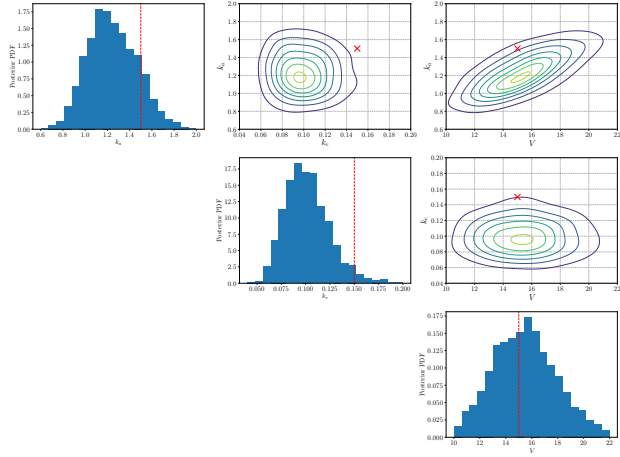 Posterior PDF
1.75
1.50
1.25
1.00
0.75
0.50
0.25
0.00
0.6 0.8 1.0 1.2 1.4 1.6 1.8 2.0
k_a
k_a
2.0
1.8
1.6
1.4
1.2
1.0
0.8
0.6
0.04 0.06 0.08 0.10 0.12 0.14 0.16 0.18 0.20
k_e
k_a
2.0
1.8
1.6
1.4
1.2
1.0
0.8
0.6
10 12 14 16 18 20 22
V
Posterior PDF
17.5
15.0
12.5
10.0
7.5
5.0
2.5
0.0
0.050 0.075 0.100 0.125 0.150 0.175 0.200
k_e
k_e
0.20
0.18
0.16
0.14
0.12
0.10
0.08
0.06
0.04
10 12 14 16 18 20 22
V
Posterior PDF
0.175
0.150
0.125
0.100
0.075
0.050
0.025
0.000
10 12 14 16 18 20 22
V